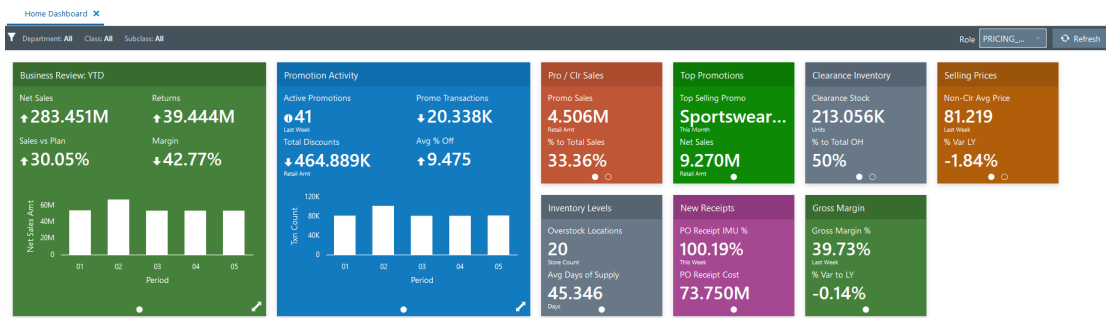 Home Dashboard ×
Department: All Class: All Subclass: All
Role PRICING_... Refresh
Business Review: YTD
Net Sales Returns
283.451M 39.444M
Sales vs Plan Margin
30.05% 42.77%
Net Sales Amt
60M
40M
20M
0
01 02 03 04 05
Period
Promotion Activity
Active Promotions Promo Transactions
41 20.338K
Last Week
Total Discounts Avg % Off
464.889K 9.475
Retail Amt
Txn Count
120K
80K
40K
0
01 02 03 04 05
Period
Pro / Clr Sales
Promo Sales
4.506M
Retail Amt
% to Total Sales
33.36%
Top Promotions
Top Selling Promo
Sportswear...
This Month
Net Sales
9.270M
Retail Amt
Clearance Inventory
Clearance Stock
213.056K
Units
% to Total OH
50%
Selling Prices
Non-Clr Avg Price
81.219
Last Week
% Var LY
-1.84%
Inventory Levels
Overstock Locations
20
Store Count
Avg Days of Supply
45.346
Days
New Receipts
PO Receipt IMU %
100.19%
This Week
PO Receipt Cost
73.750M
Gross Margin
Gross Margin %
39.73%
Last Week
% Var to LY
-0.14%